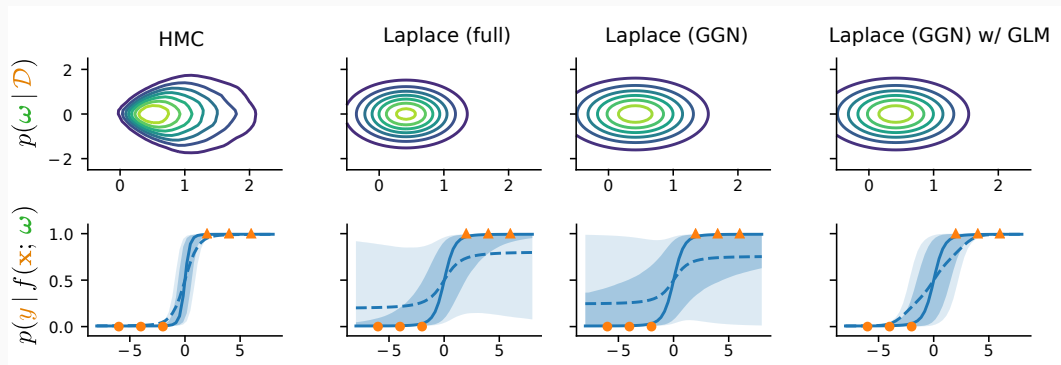 HMC
Laplace (full)
Laplace (GGN)
Laplace (GGN) w/ GLM
p(ω | 𝒟)
2
0
−2
0 1 2
0 1 2
0 1 2
0 1 2
p(y | f(x; ω)
1.0
0.5
0.0
−5 0 5
−5 0 5
−5 0 5
−5 0 5